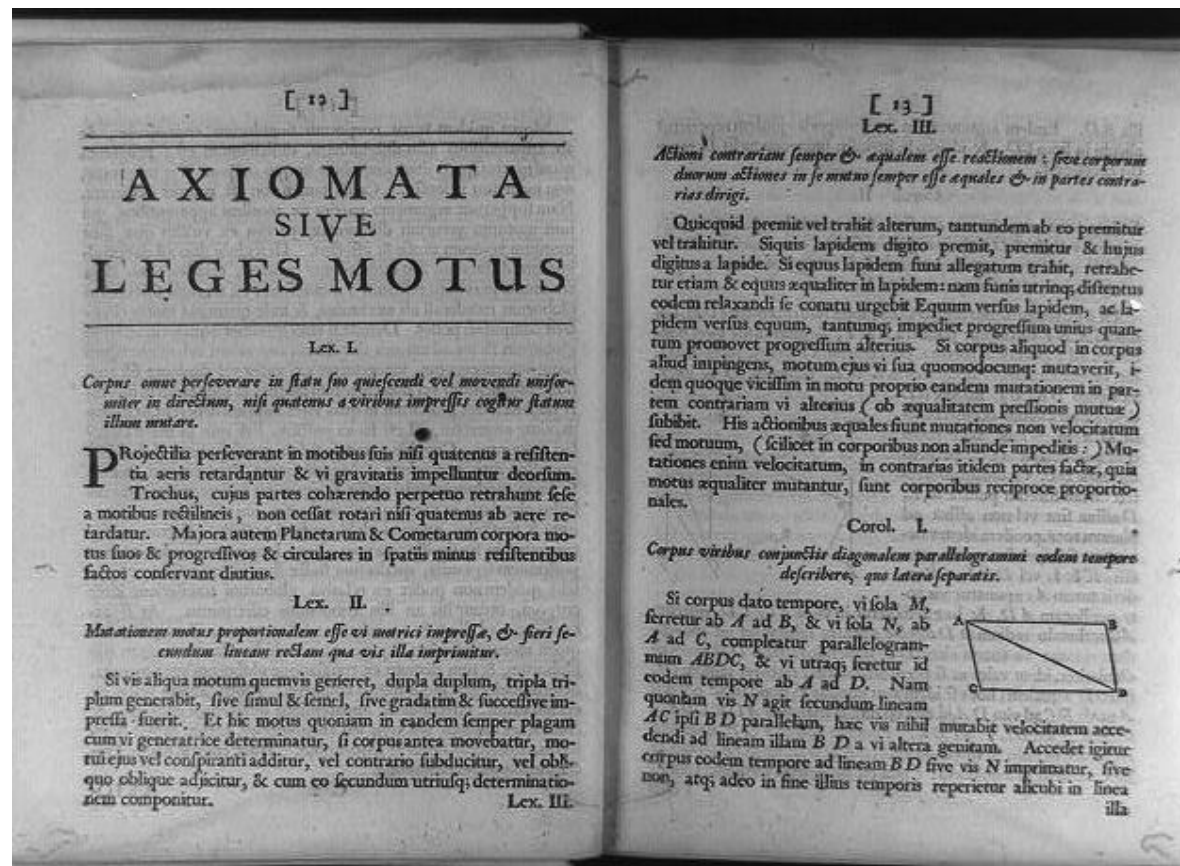 [ 12 ]
AXIOMATA
SIVE
LEGES MOTUS
Lex. I.
Corpus omne perſeverare in ſtatu ſuo quieſcendi vel movendi unifor-
miter in directum, niſi quatenus a viribus impreſſis cogitur ſtatum
illum mutare.
PRojectilia perſeverant in motibus ſuis niſi quatenus a reſiſten-
tia aeris retardantur & vi gravitatis impelluntur deorſum.
Trochus, cujus partes cohærendo perpetuo retrahunt ſeſe
a motibus rectilineis, non ceſſat rotari niſi quatenus ab aere re-
tardatur. Majora autem Planetarum & Cometarum corpora mo-
tus ſuos & progreſſivos & circulares in ſpatiis minus reſiſtentibus
factos conſervant diutius.
Lex. II.
Mutationem motus proportionalem eſſe vi motrici impreſſæ, & fieri ſe-
cundum lineam rectam qua vis illa imprimitur.
Si vis aliqua motum quemvis generet, dupla duplum, tripla tri-
plum generabit, ſive ſimul & ſemel, ſive gradatim & ſucceſſive im-
preſſa fuerit. Et hic motus quoniam in eandem ſemper plagam
cum vi generatrice determinatur, ſi corpus antea movebatur, mo-
tui ejus vel conſpiranti additur, vel contrario ſubducitur, vel obli-
quo oblique adjicitur, & cum eo ſecundum utriuſq; determinatio-
nem componitur.
Lex. III.
[ 13 ]
Lex. III.
Actioni contrariam ſemper & æqualem eſſe reactionem: ſive corporum
duorum actiones in ſe mutuo ſemper eſſe æquales & in partes contra-
rias dirigi.
Quicquid premit vel trahit alterum, tantundem ab eo premitur
vel trahitur. Siquis lapidem digito premit, premitur & hujus
digitus a lapide. Si equus lapidem funi allegatum trahit, retrahe-
tur etiam & equus æqualiter in lapidem: nam funis utrinq; diſtentus
eodem relaxandi ſe conatu urgebit Equum verſus lapidem, ac la-
pidem verſus equum, tantumq; impediet progreſſum unius quan-
tum promovet progreſſum alterius. Si corpus aliquod in corpus
aliud impingens, motum ejus vi ſua quomodocunq: mutaverit, i-
dem quoque viciſſim in motu proprio eandem mutationem in par-
tem contrariam vi alterius ( ob æqualitatem preſſionis mutuæ )
ſubibit. His actionibus æquales fiunt mutationes non velocitatum
ſed motuum, ( ſcilicet in corporibus non aliunde impeditis : ) Mu-
tationes enim velocitatum, in contrarias itidem partes factæ, quia
motus æqualiter mutantur, ſunt corporibus reciproce proportio-
nales.
Corol. I.
Corpus viribus conjunctis diagonalem parallelogrammi eodem tempore
deſcribere, quo latera ſeparatis.
Si corpus dato tempore, vi ſola M,
ferretur ab A ad B, & vi ſola N, ab
A ad C, compleatur parallelogram-
mum ABDC, & vi utraq; feretur id
eodem tempore ab A ad D. Nam
quoniam vis N agit ſecundum lineam
AC ipſi BD parallelam, hæc vis nihil mutabit velocitatem acce-
dendi ad lineam illam B D a vi altera genitam. Accedet igitur
corpus eodem tempore ad lineam BD ſive vis N imprimatur, ſive
non, atq; adeo in fine illius temporis reperietur alicubi in linea
illa
A B
C D